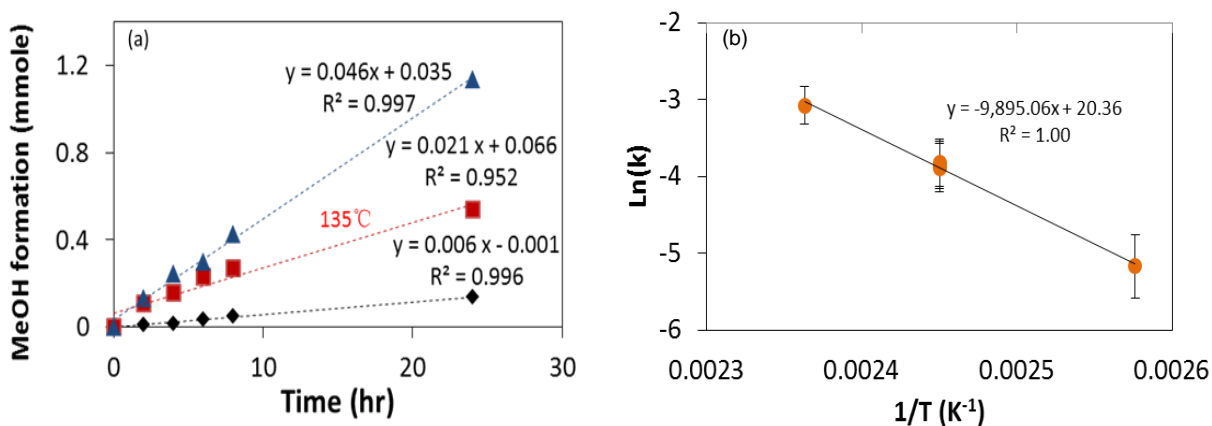 (a)
MeOH formation (mmole)
1.2
0.8
0.4
0
y = 0.046x + 0.035
R² = 0.997
y = 0.021 x + 0.066
R² = 0.952
135℃
y = 0.006 x - 0.001
R² = 0.996
0
10
20
30
Time (hr)
(b)
Ln(k)
-2
-3
-4
-5
-6
y = -9,895.06x + 20.36
R² = 1.00
0.0023
0.0024
0.0025
0.0026
1/T (K⁻¹)